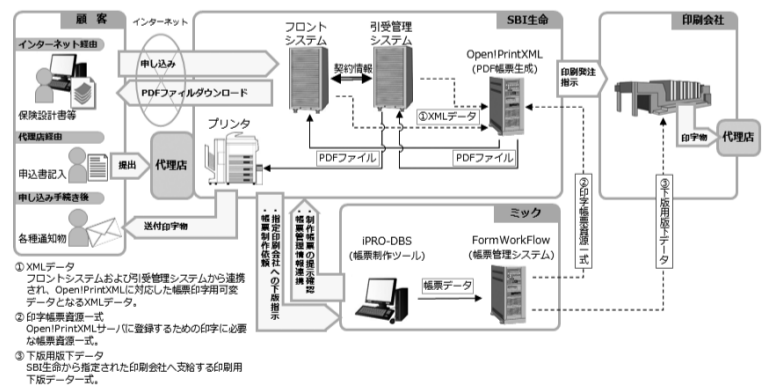 顧 客
インターネット
SBI生命
印刷会社
インターネット経由
フロント
システム
引受管理
システム
Open!PrintXML
(PDF帳票生成)
申し込み
契約情報
印刷発注
指示
PDFファイルダウンロード
保険設計書等
①XMLデータ
プリンタ
代理店経由
印字物
代理店
提出
代理店
PDFファイル
PDFファイル
申込書記入
申し込み手続き後
送付印字物
各種通知物
・指定印刷会社への下版指示
・帳票制作依頼
・制作帳票の提示確認
・帳票管理情報連携
②印字帳票資源一式
③下版用版下データ
ミック
iPRO-DBS
(帳票制作ツール)
FormWorkFlow
(帳票管理システム)
帳票データ
① XMLデータ
フロントシステムおよび引受管理システムから連携
され、Open!PrintXMLに対応した帳票印字用可変
データとなるXMLデータ。
② 印字帳票資源一式
Open!PrintXMLサーバに登録するための印字に必要
な帳票資源一式。
③ 下版用版下データ
SBI生命から指定された印刷会社へ支給する印刷用
下版データ一式。